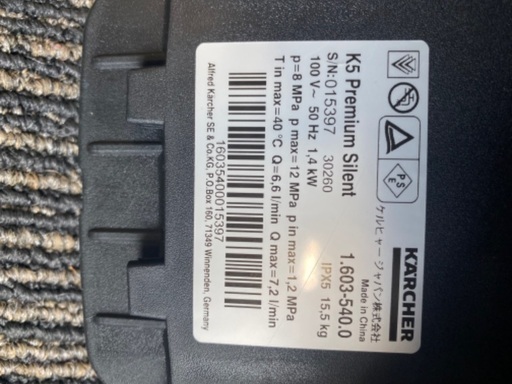 KÄRCHER
Made in China
ケルヒャー ジャパン株式会社
PS
E
K5 Premium Silent 1.603-540.0
S/N:015397 30260 IPX5 15,5 kg
100 V~ 50 Hz 1,4 kW
p=8 MPa p max=12 MPa p in max=1,2 MPa
T in max=40 °C Q=6,6 l/min Q max=7,2 l/min
16035400015397
Alfred Kärcher SE & Co.KG, P.O.Box 160, 71349 Winnenden, Germany